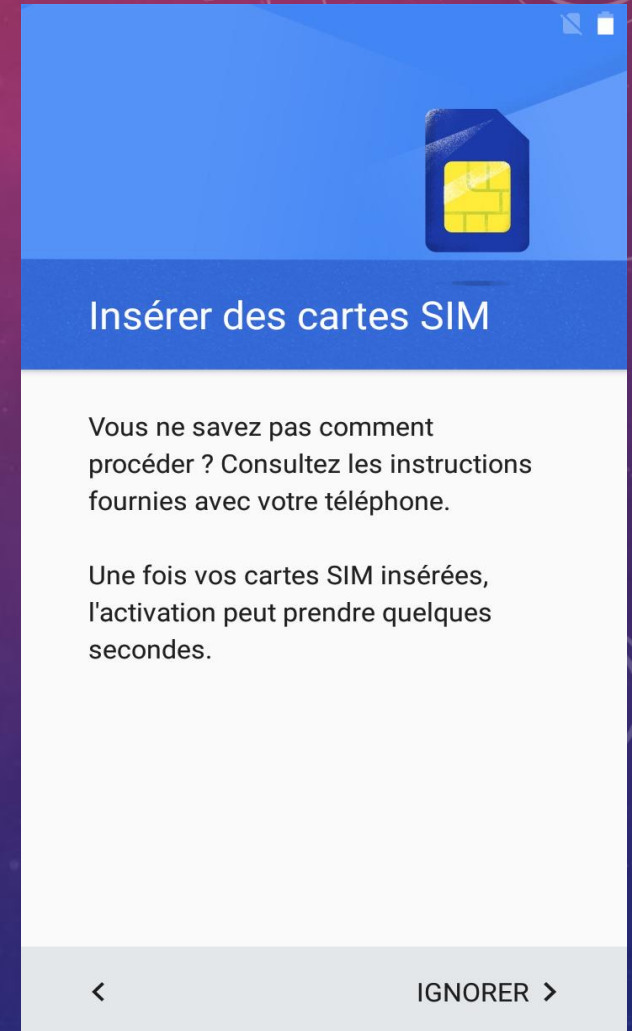 Insérer des cartes SIM
Vous ne savez pas comment
procéder ? Consultez les instructions
fournies avec votre téléphone.
Une fois vos cartes SIM insérées,
l'activation peut prendre quelques
secondes.
IGNORER